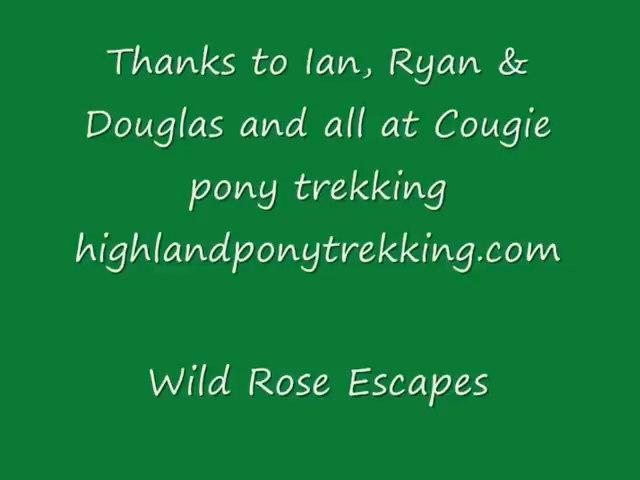 Thanks to Ian, Ryan &
Douglas and all at Cougie
pony trekking
highlandponytrekking.com
Wild Rose Escapes